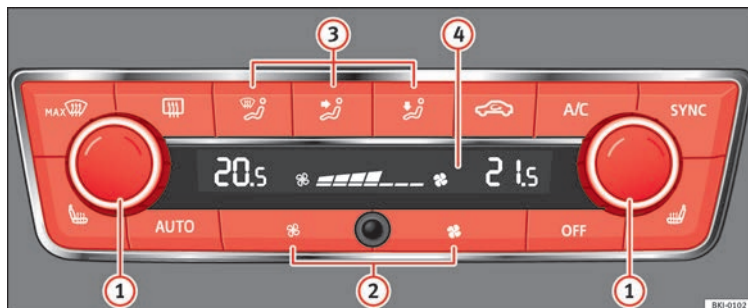 3 4
MAX A/C SYNC
20.5 21.5
AUTO OFF
1 2 1
BKI-0102